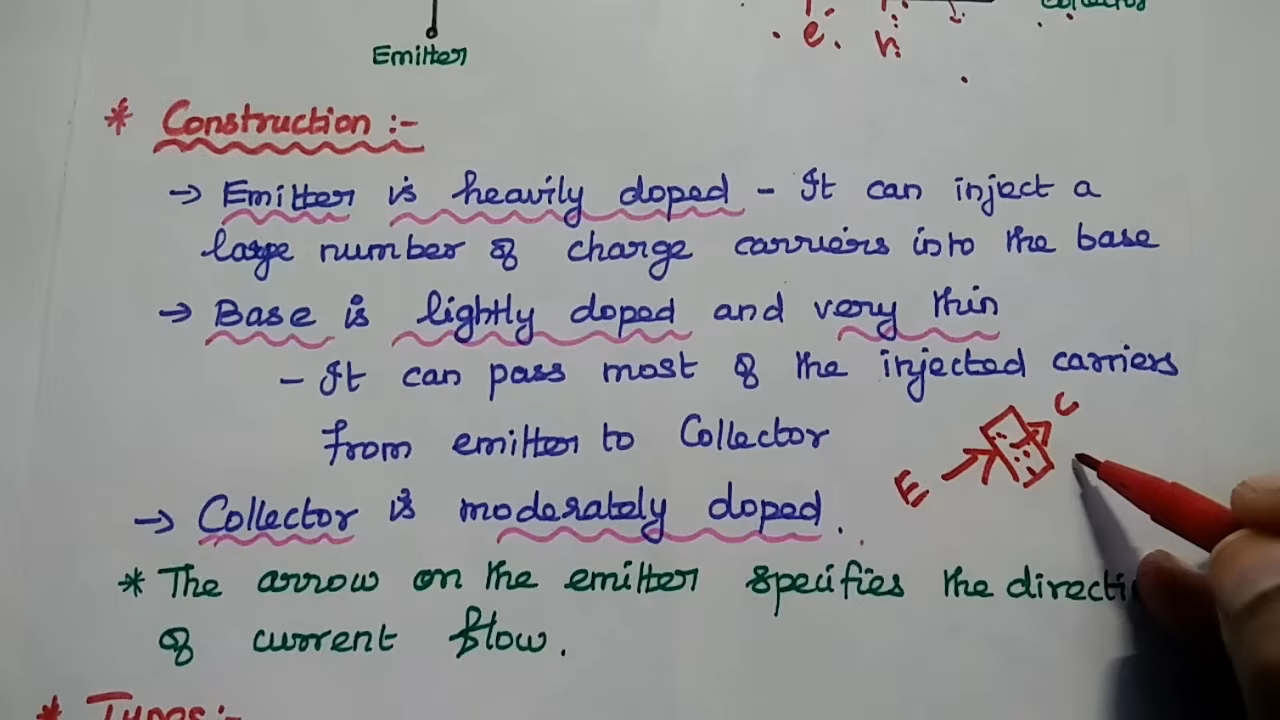 Emitter
e
h
* Construction :-
→ Emitter is heavily doped - It can inject a
large number of charge carriers into the base
→ Base is lightly doped and very thin
- It can pass most of the injected carriers
from emitter to Collector
C
E
→ Collector is moderately doped.
* The arrow on the emitter specifies the directi
of current flow.
* Types:-